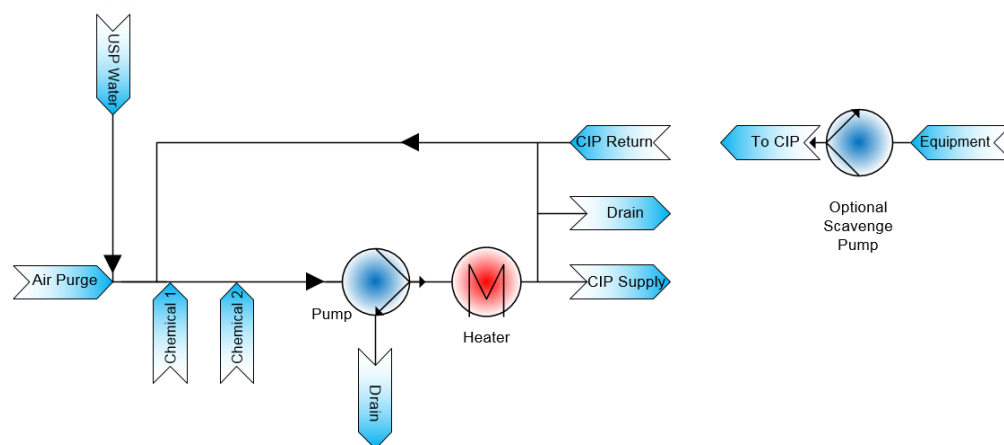 USP Water
CIP Return
To CIP
Equipment
Drain
Optional
Scavenge
Pump
Air Purge
CIP Supply
Pump
Heater
Chemical 1
Chemical 2
Drain